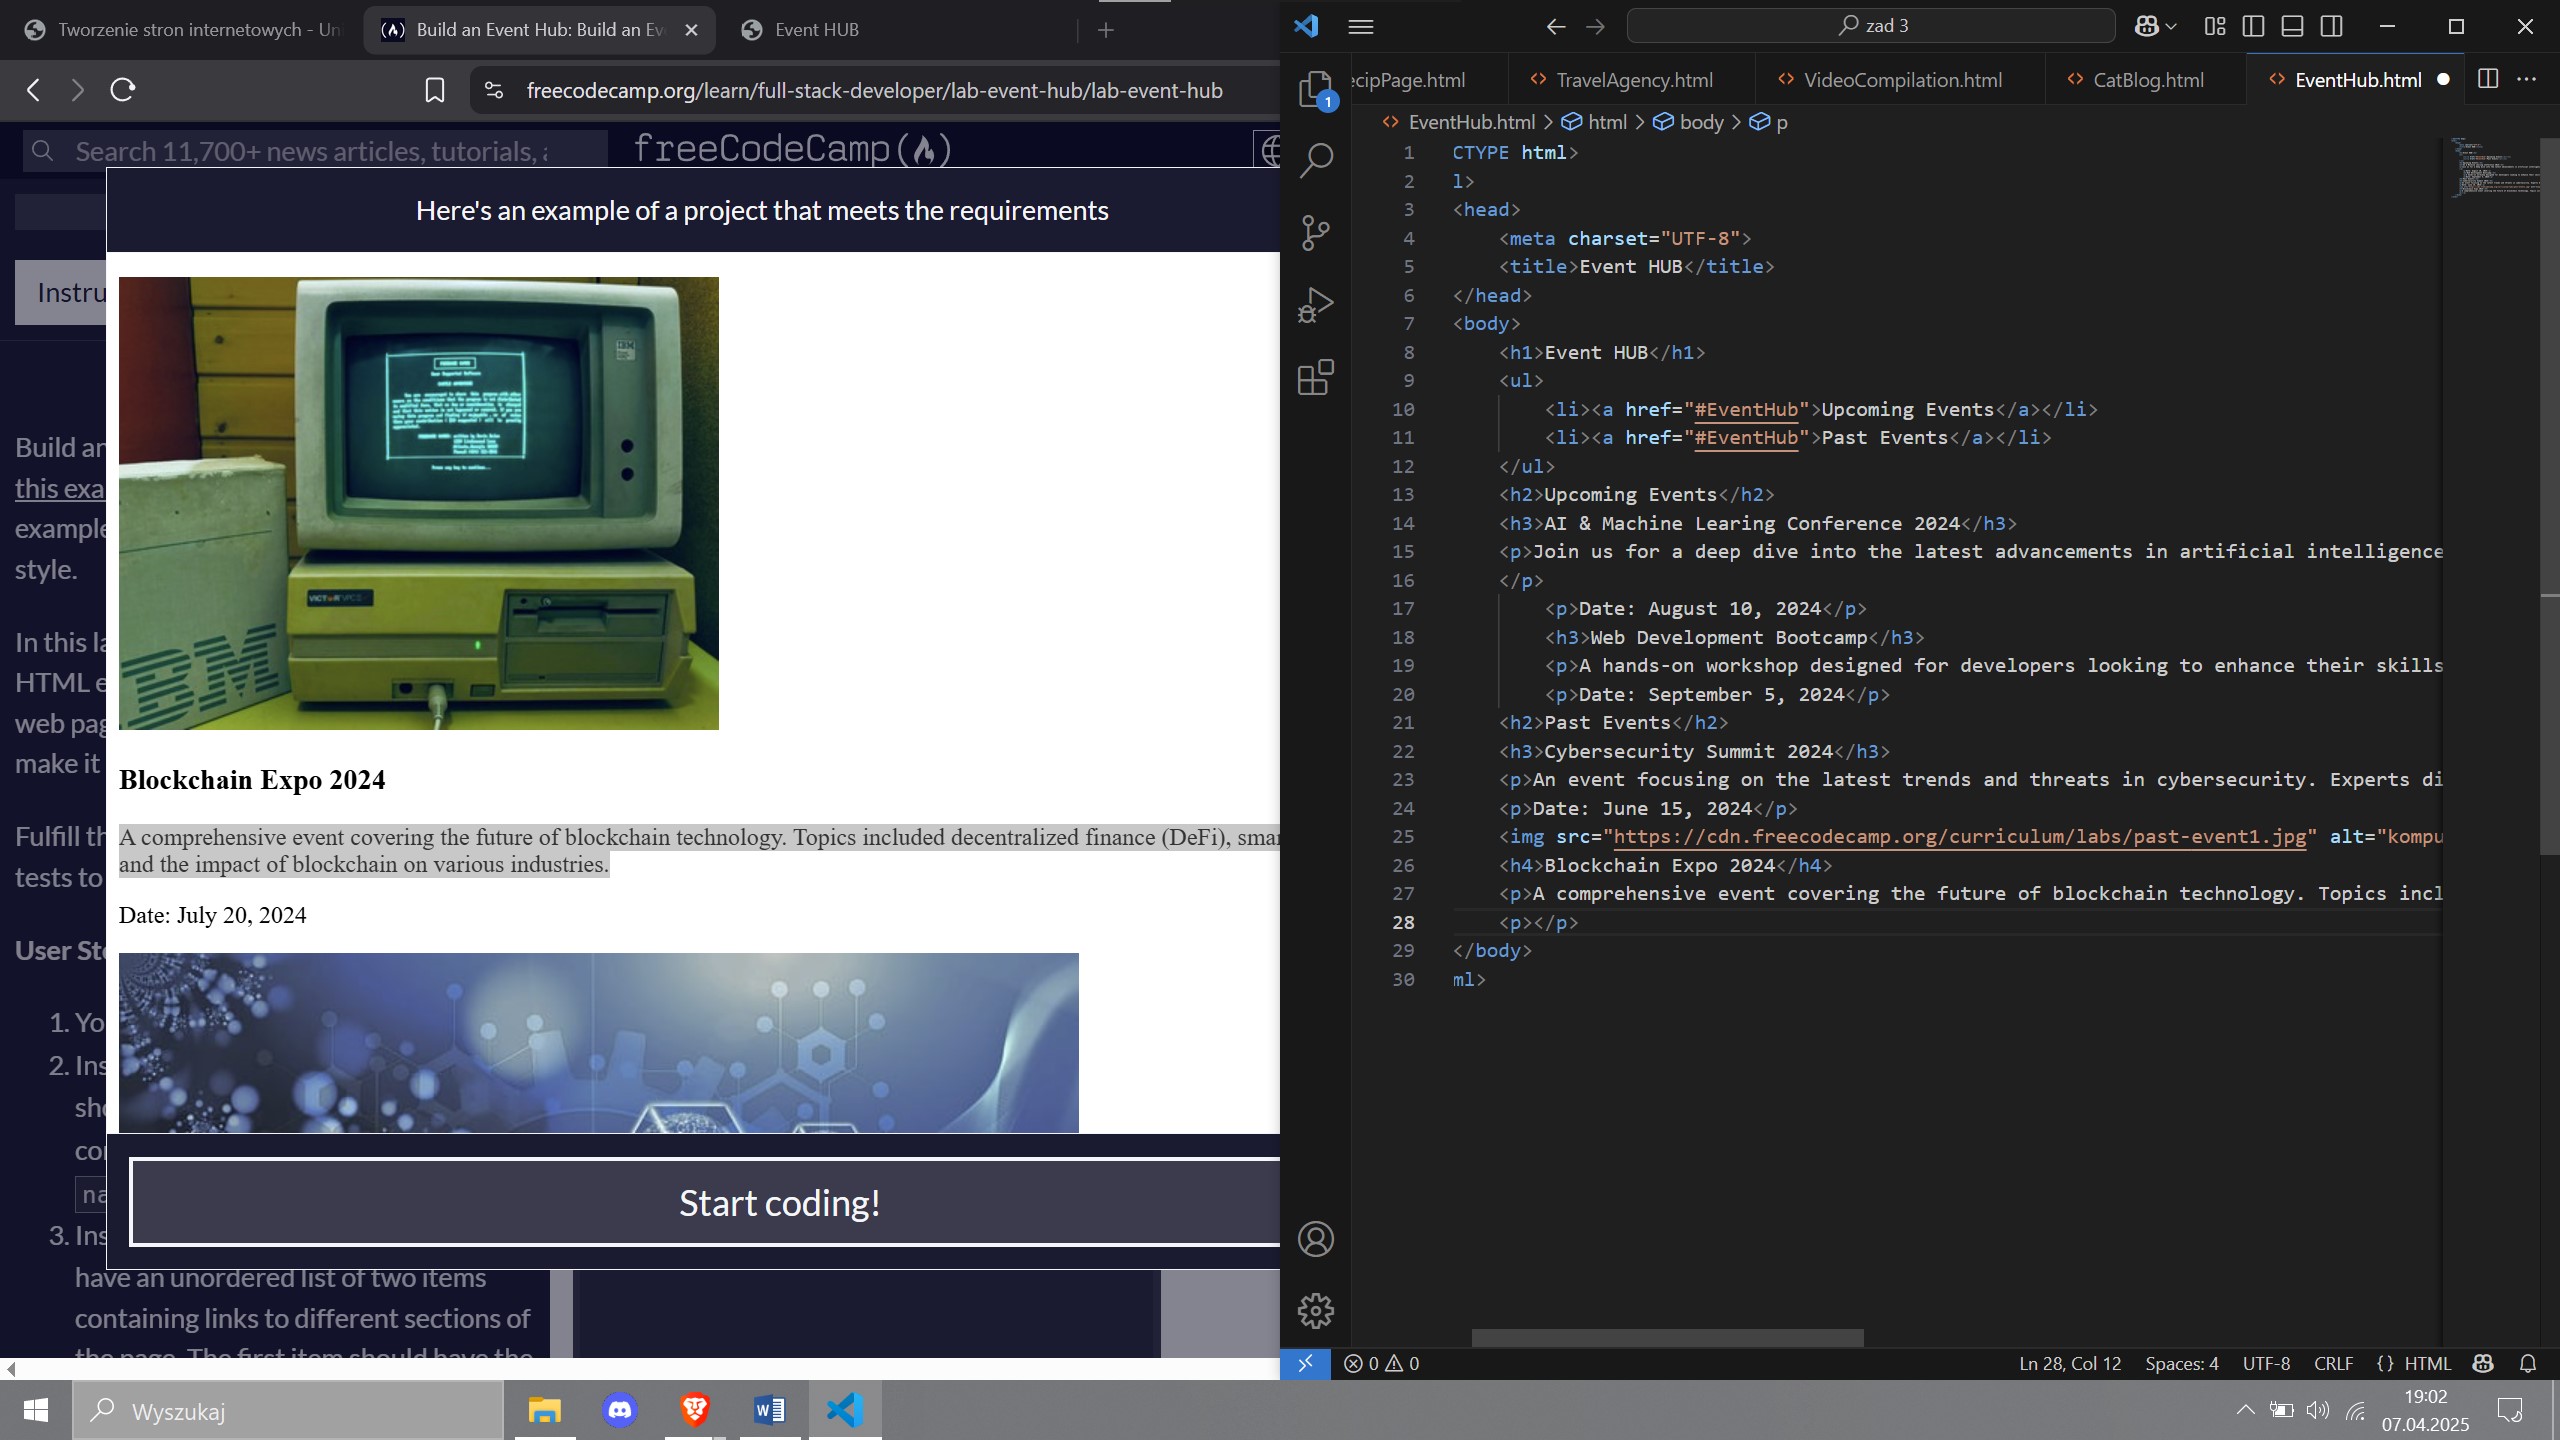 Tworzenie stron internetowych - Un
Build an Event Hub: Build an Ev
Event HUB
freecodecamp.org/learn/full-stack-developer/lab-event-hub/lab-event-hub
Search 11,700+ news articles, tutorials, a
freeCodeCamp
Here's an example of a project that meets the requirements
Instru
Build an
this exa
example
style.
In this la
HTML e
web pag
make it
Fulfill th
tests to
User Sto
1. Yo
2. Ins
sho
con
na
3. Ins
have an unordered list of two items
containing links to different sections of
the page. The first item should have the
IBM
VICTOR VPC
Blockchain Expo 2024
A comprehensive event covering the future of blockchain technology. Topics included decentralized finance (DeFi), smar
and the impact of blockchain on various industries.
Date: July 20, 2024
Start coding!
zad 3
ecipPage.html
TravelAgency.html
VideoCompilation.html
CatBlog.html
EventHub.html
EventHub.html > html > body > p
1
1 CTYPE html>
2 l>
3 <head>
4 <meta charset="UTF-8">
5 <title>Event HUB</title>
6 </head>
7 <body>
8 <h1>Event HUB</h1>
9 <ul>
10 <li><a href="#EventHub">Upcoming Events</a></li>
11 <li><a href="#EventHub">Past Events</a></li>
12 </ul>
13 <h2>Upcoming Events</h2>
14 <h3>AI & Machine Learing Conference 2024</h3>
15 <p>Join us for a deep dive into the latest advancements in artificial intelligence
16 </p>
17 <p>Date: August 10, 2024</p>
18 <h3>Web Development Bootcamp</h3>
19 <p>A hands-on workshop designed for developers looking to enhance their skills
20 <p>Date: September 5, 2024</p>
21 <h2>Past Events</h2>
22 <h3>Cybersecurity Summit 2024</h3>
23 <p>An event focusing on the latest trends and threats in cybersecurity. Experts di
24 <p>Date: June 15, 2024</p>
25 <img src="https://cdn.freecodecamp.org/curriculum/labs/past-event1.jpg" alt="kompu
26 <h4>Blockchain Expo 2024</h4>
27 <p>A comprehensive event covering the future of blockchain technology. Topics incl
28 <p></p>
29 </body>
30 ml>
0 0 Ln 28, Col 12 Spaces: 4 UTF-8 CRLF {} HTML
Wyszukaj
19:02
07.04.2025